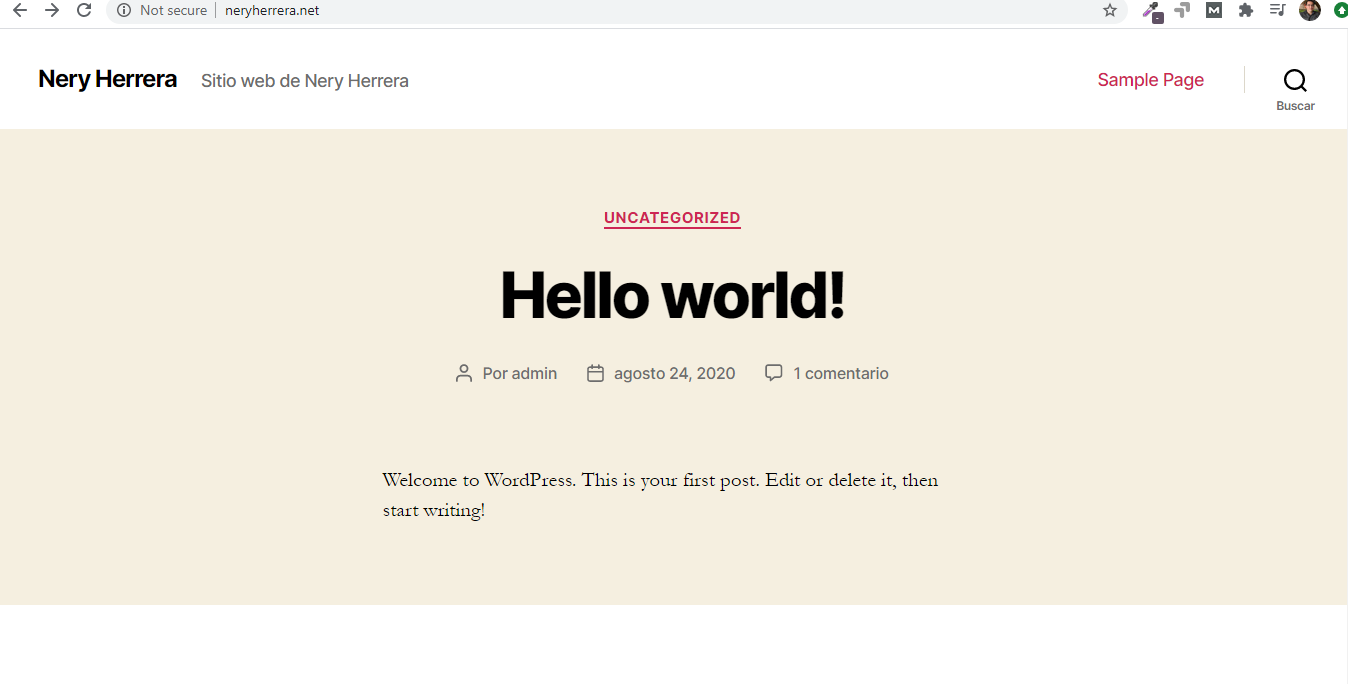 Not secure | neryherrera.net
Nery Herrera Sitio web de Nery Herrera Sample Page
Buscar
UNCATEGORIZED
Hello world!
Por admin agosto 24, 2020 1 comentario
Welcome to WordPress. This is your first post. Edit or delete it, then
start writing!